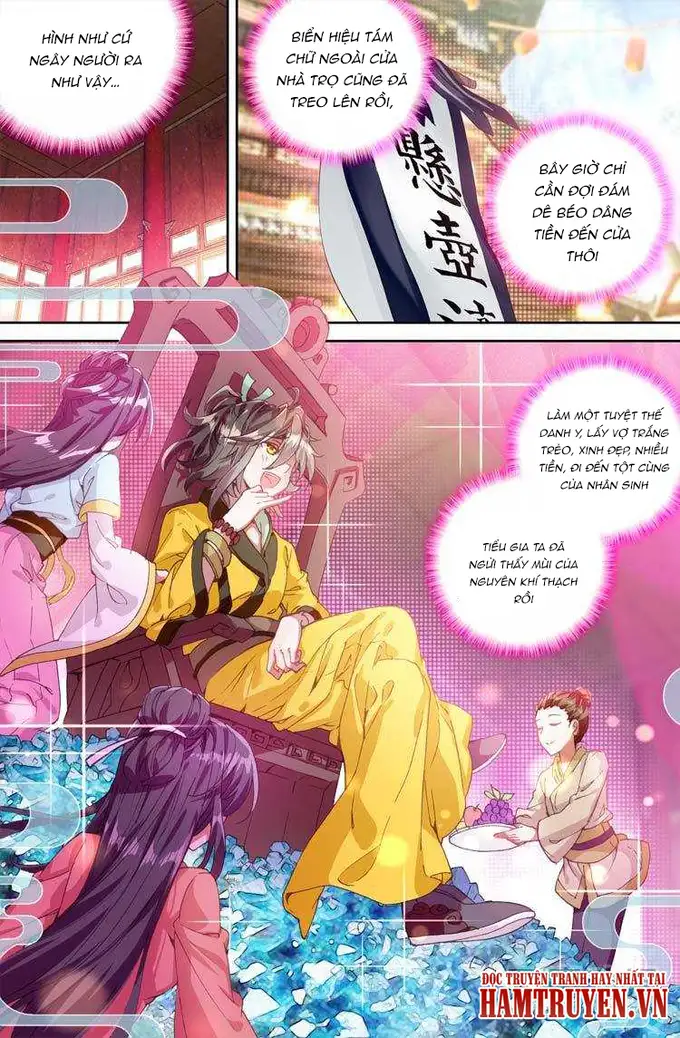 HÌNH NHƯ CỨ
NGÂY NGƯỜI RA
NHƯ VẬY...
BIỂN HIỆU TÁM
CHỮ NGOÀI CỬA
NHÀ TRỌ CŨNG ĐÃ
TREO LÊN RỒI,
懸
壺
濟
BÂY GIỜ CHỈ
CẦN ĐỢI ĐÁM
DÊ BÉO DÂNG
TIỀN ĐẾN CỬA
THÔI
LÀM MỘT TUYỆT THẾ
DANH Y, LẤY VỢ TRẮNG
TRẺO, XINH ĐẸP, NHIỀU
TIỀN, ĐI ĐẾN TỘT CÙNG
CỦA NHÂN SINH
TIỂU GIA TA ĐÃ
NGỬI THẤY MÙI CỦA
NGUYÊN KHÍ THẠCH
RỒI
ĐỌC TRUYỆN TRANH HAY NHẤT TẠI
HAMTRUYEN.VN